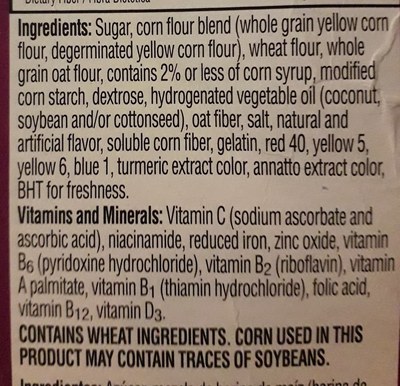 Dietary Fiber / Fibra Dietética
Ingredients: Sugar, corn flour blend (whole grain yellow corn
flour, degerminated yellow corn flour), wheat flour, whole
grain oat flour, contains 2% or less of corn syrup, modified
corn starch, dextrose, hydrogenated vegetable oil (coconut,
soybean and/or cottonseed), oat fiber, salt, natural and
artificial flavor, soluble corn fiber, gelatin, red 40, yellow 5,
yellow 6, blue 1, turmeric extract color, annatto extract color,
BHT for freshness.
Vitamins and Minerals: Vitamin C (sodium ascorbate and
ascorbic acid), niacinamide, reduced iron, zinc oxide, vitamin
B6 (pyridoxine hydrochloride), vitamin B2 (riboflavin), vitamin
A palmitate, vitamin B1 (thiamin hydrochloride), folic acid,
vitamin B12, vitamin D3.
CONTAINS WHEAT INGREDIENTS. CORN USED IN THIS
PRODUCT MAY CONTAIN TRACES OF SOYBEANS.